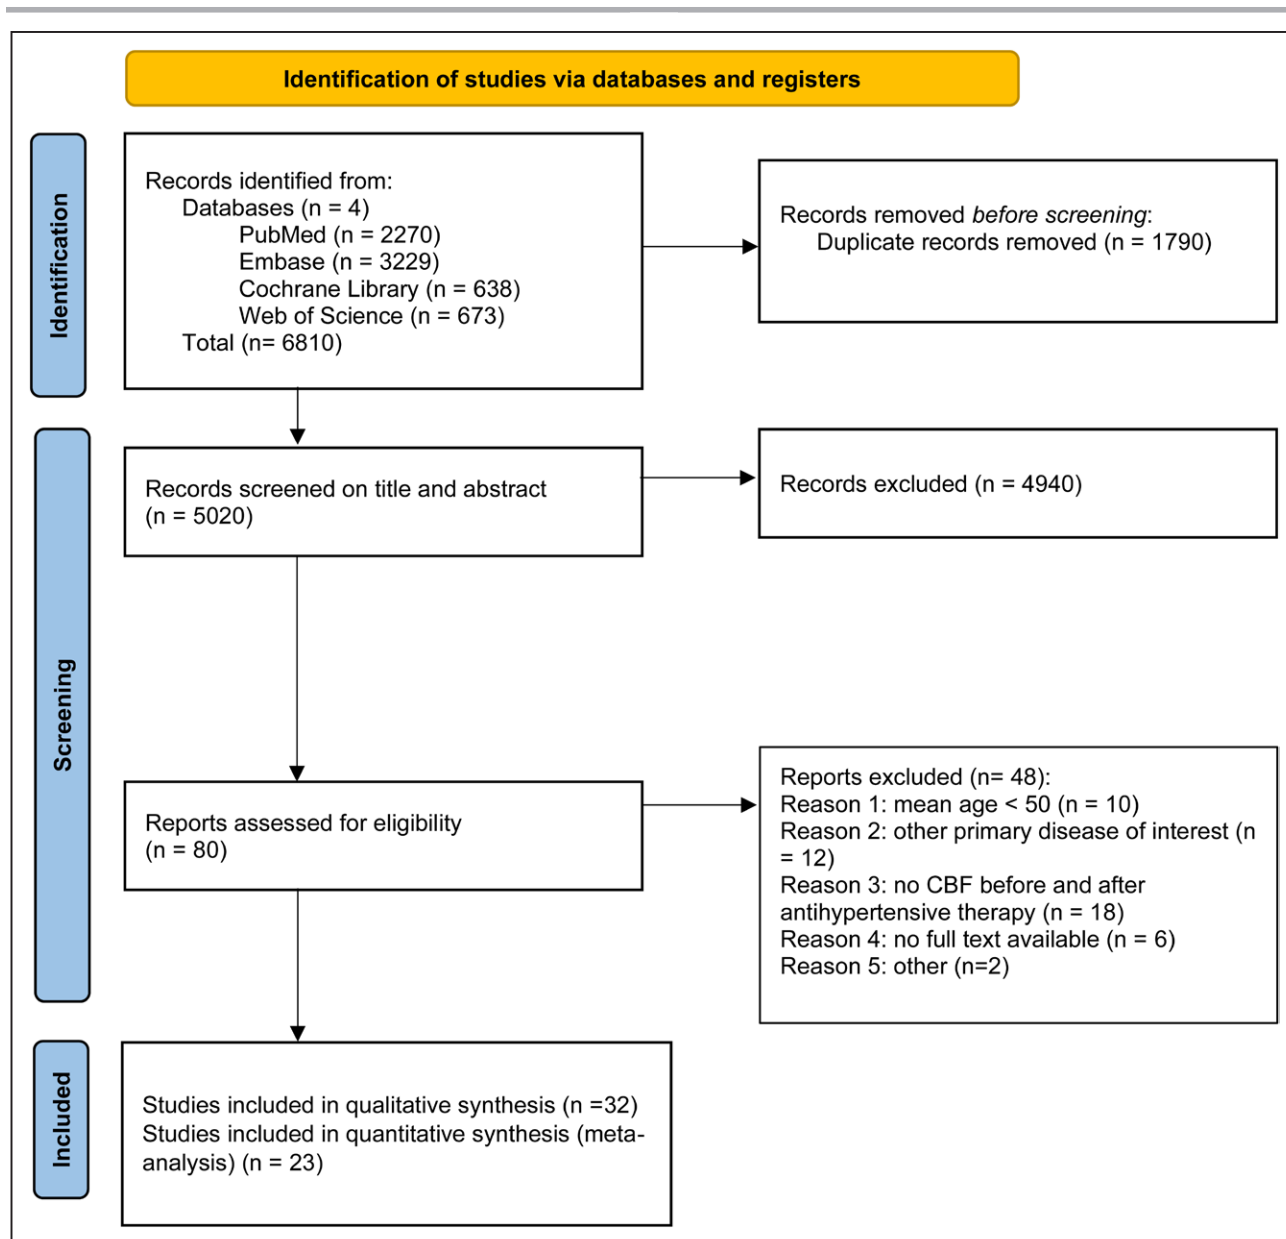 Identification of studies via databases and registers
Identification
Records identified from:
Databases (n = 4)
PubMed (n = 2270)
Embase (n = 3229)
Cochrane Library (n = 638)
Web of Science (n = 673)
Total (n= 6810)
Records removed before screening:
Duplicate records removed (n = 1790)
Screening
Records screened on title and abstract
(n = 5020)
Records excluded (n = 4940)
Reports assessed for eligibility
(n = 80)
Reports excluded (n= 48):
Reason 1: mean age < 50 (n = 10)
Reason 2: other primary disease of interest (n
= 12)
Reason 3: no CBF before and after
antihypertensive therapy (n = 18)
Reason 4: no full text available (n = 6)
Reason 5: other (n=2)
Included
Studies included in qualitative synthesis (n =32)
Studies included in quantitative synthesis (meta-
analysis) (n = 23)